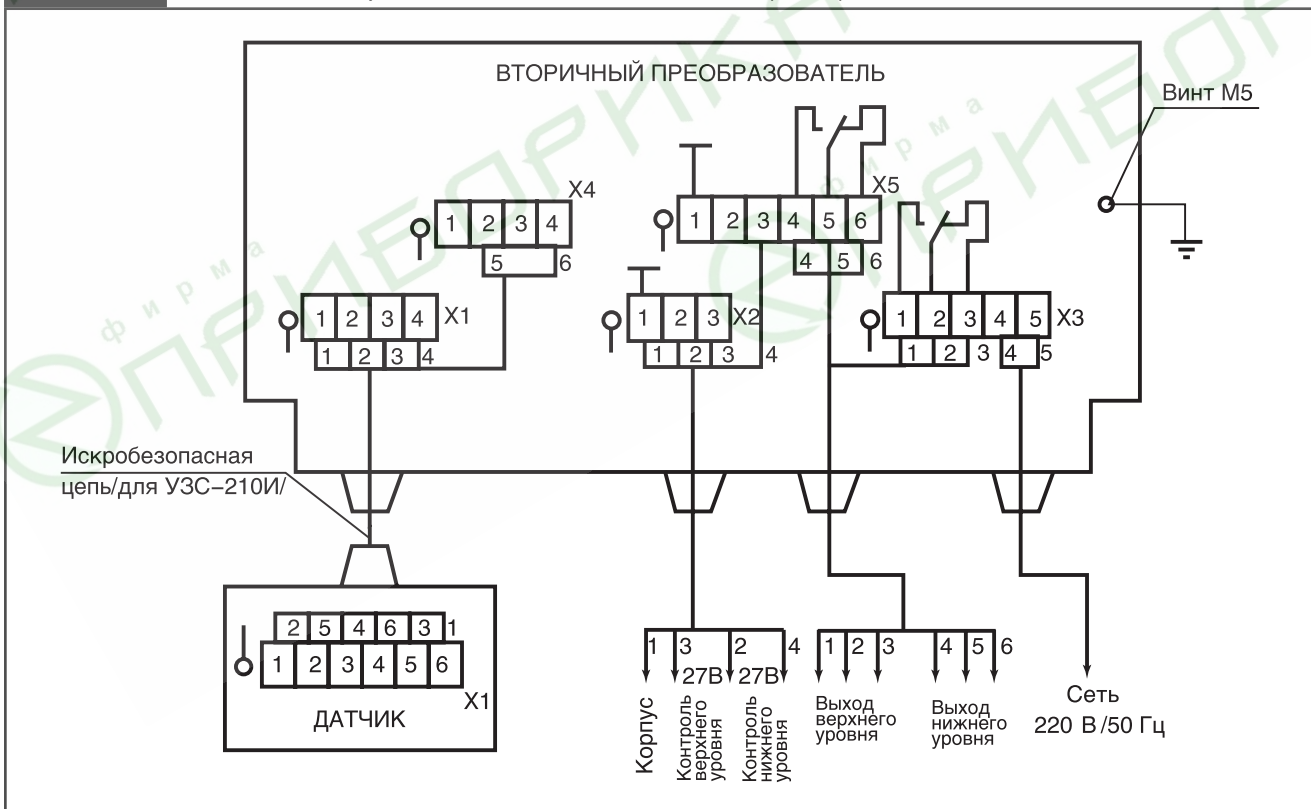 ВТОРИЧНЫЙ ПРЕОБРАЗОВАТЕЛЬ
Винт М5
X4
1 2 3 4
5 6
X5
1 2 3 4 5 6
4 5 6
X1
1 2 3 4
1 2 3 4
X2
1 2 3
1 2 3 4
X3
1 2 3 4 5
1 2 3 4 5
Искробезопасная
цепь/для УЗС–210И/
2 5 4 6 3 1
1 2 3 4 5 6
X1
ДАТЧИК
1 3 2 4
27В 27В
Корпус
Контроль
верхнего
уровня
Контроль
нижнего
уровня
1 2 3 4 5 6
Выход
верхнего
уровня
Выход
нижнего
уровня
Сеть
220 В/50 Гц
фирма
ПРИБОРИКА
фирма
ПРИБОР